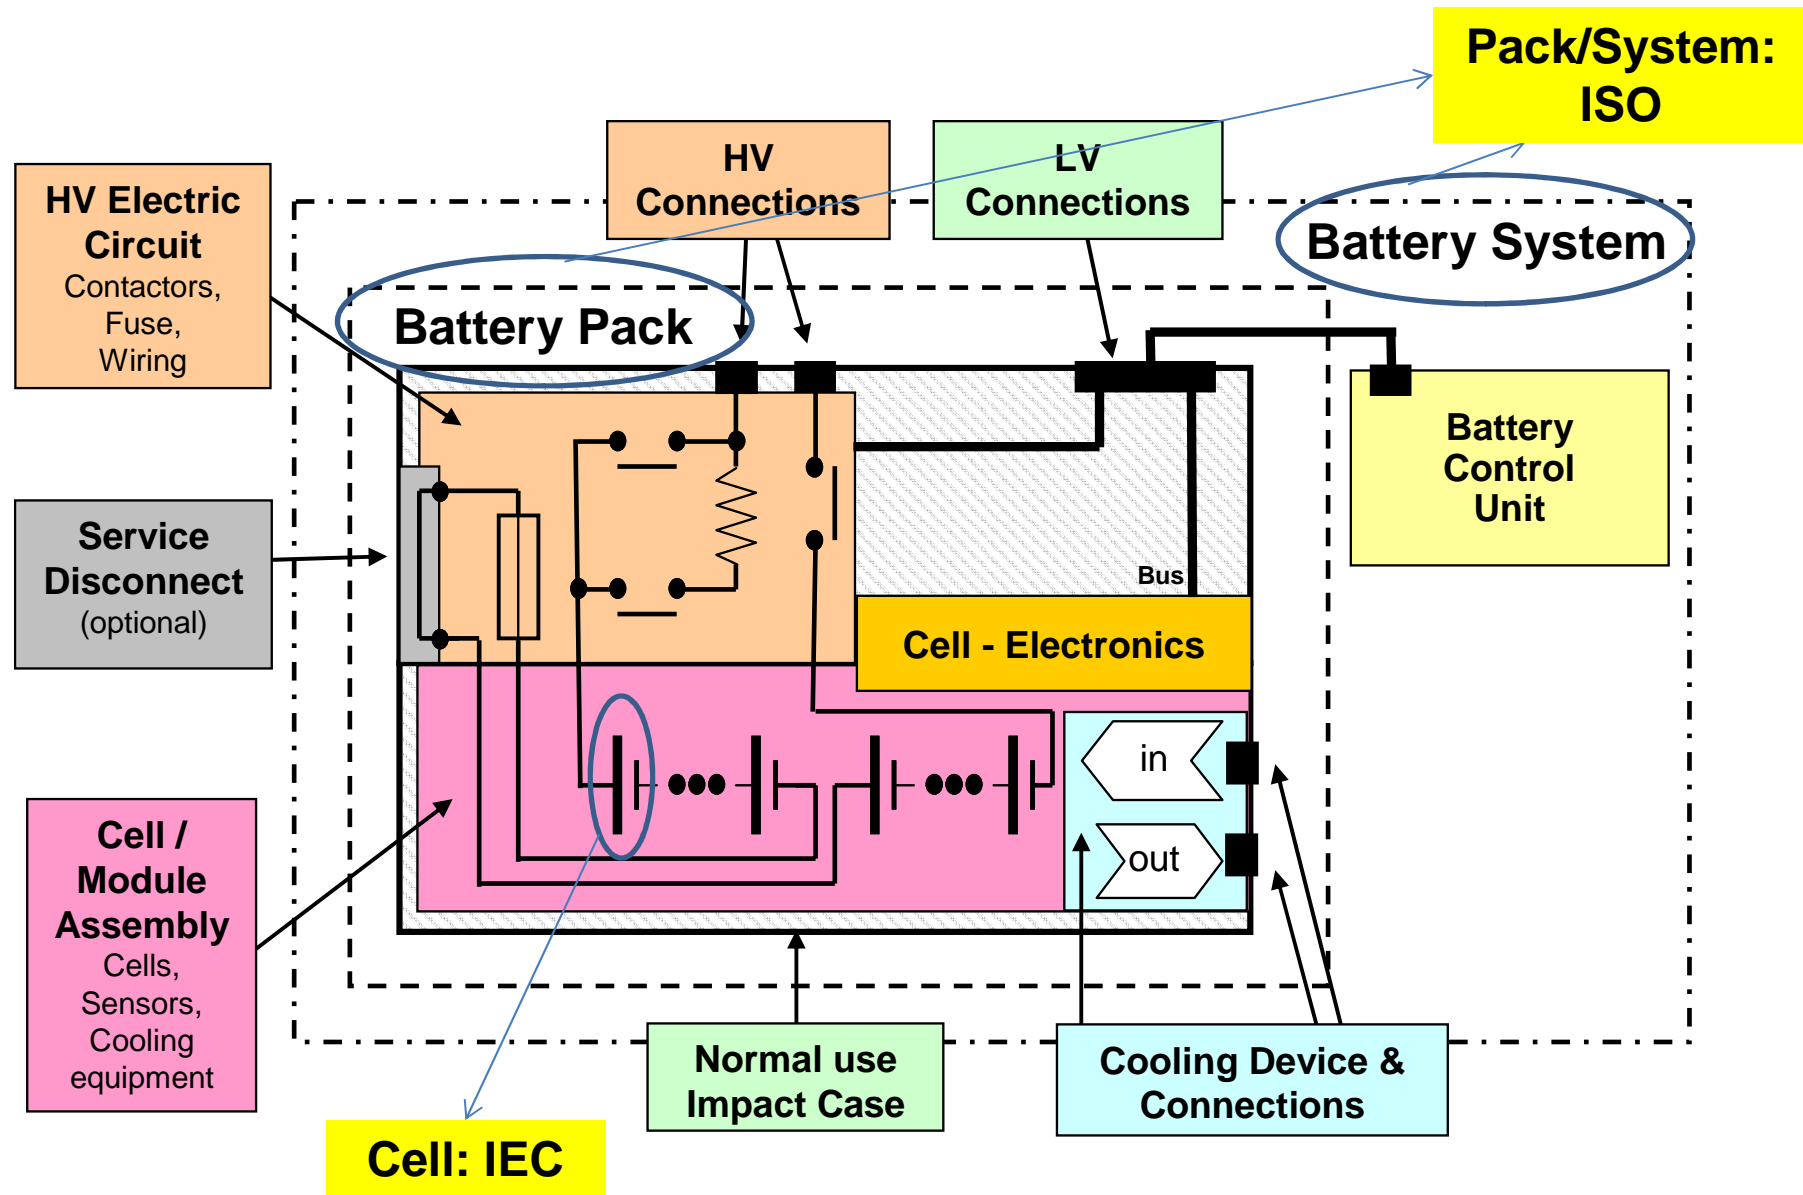 Pack/System:
ISO
HV
Connections
LV
Connections
HV Electric
Circuit
Contactors,
Fuse,
Wiring
Battery System
Battery Pack
Battery
Control
Unit
Service
Disconnect
(optional)
Bus
Cell - Electronics
in
out
Cell /
Module
Assembly
Cells,
Sensors,
Cooling
equipment
Normal use
Impact Case
Cooling Device &
Connections
Cell: IEC